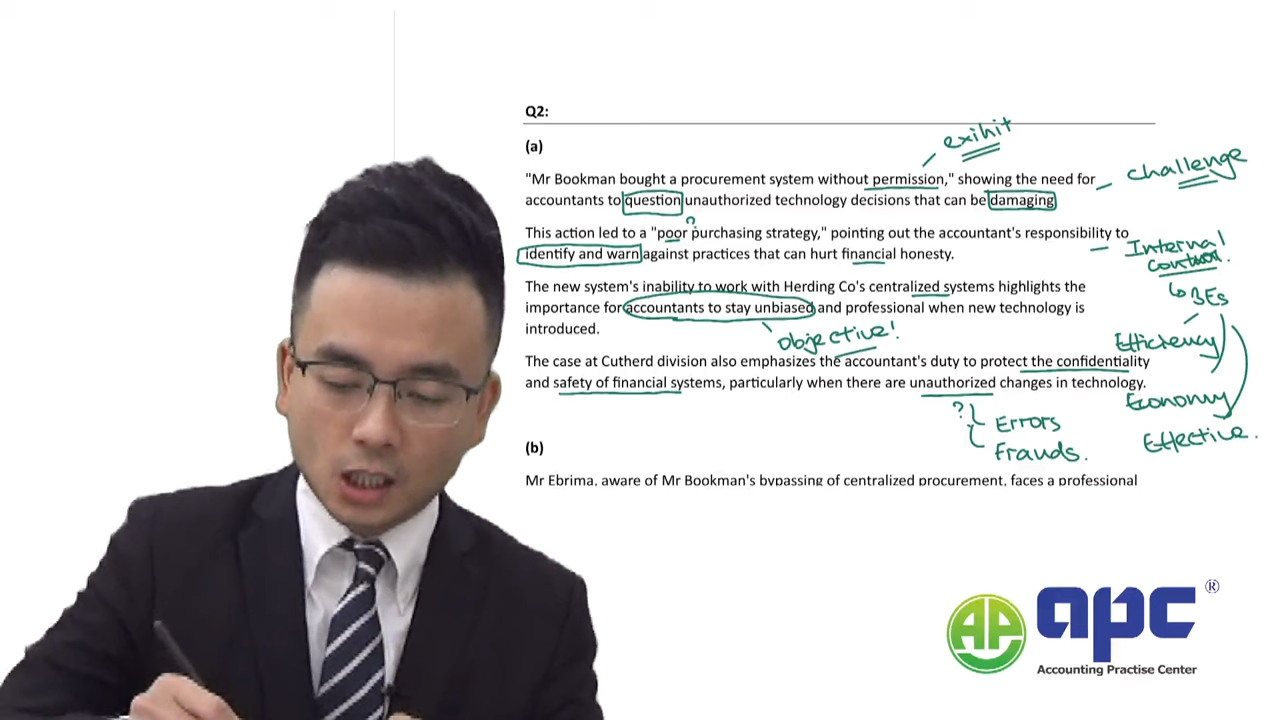 Q2:
(a)
exihit
"Mr Bookman bought a procurement system without permission," showing the need for
challenge
accountants to question unauthorized technology decisions that can be damaging.
?
This action led to a "poor purchasing strategy," pointing out the accountant's responsibility to
Internal
identify and warn against practices that can hurt financial honesty.
control.
The new system's inability to work with Herding Co's centralized systems highlights the
3Es
importance for accountants to stay unbiased and professional when new technology is
introduced.
objective!
Efficiency
The case at Cutherd division also emphasizes the accountant's duty to protect the confidentiality
and safety of financial systems, particularly when there are unauthorized changes in technology.
Economy
? Errors
Effective.
Frauds.
(b)
Mr Ebrima, aware of Mr Bookman's bypassing of centralized procurement, faces a professional
AP
apc ®
Accounting Practise Center